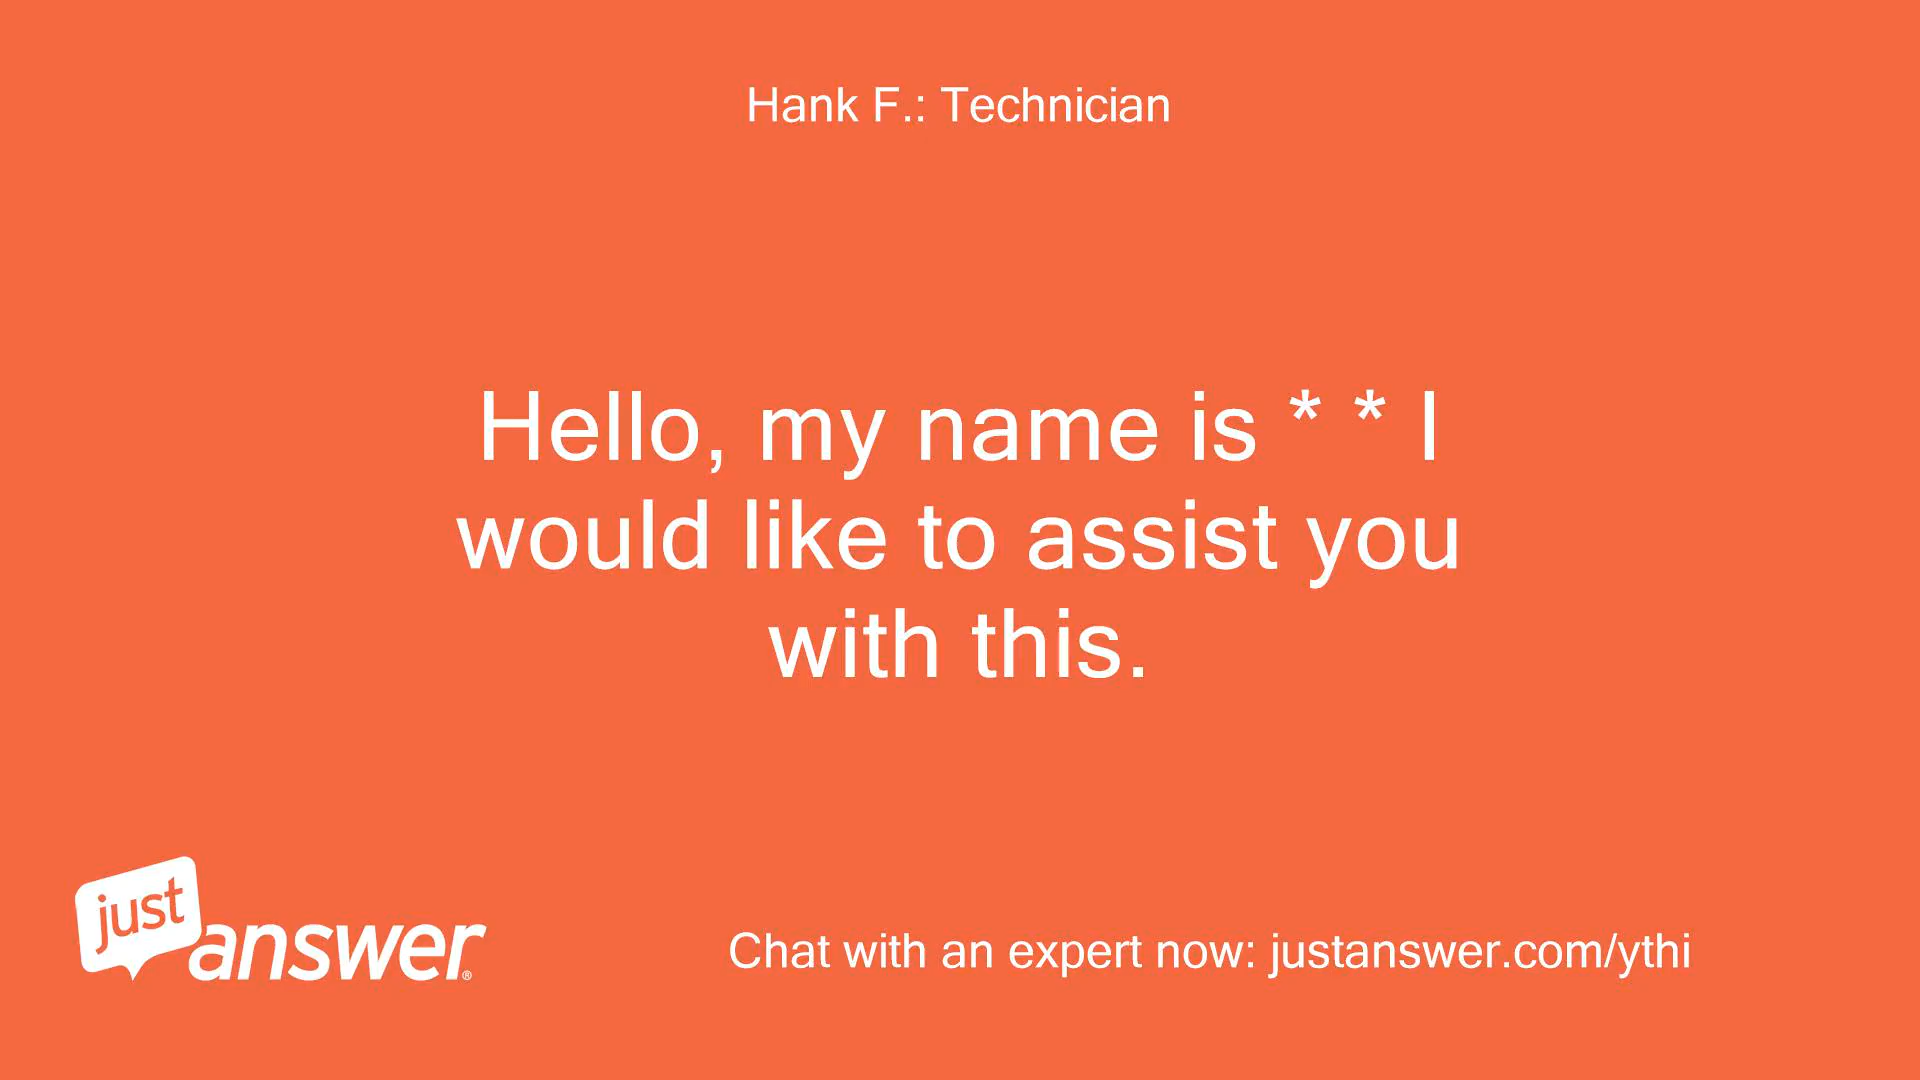 Hank F.: Technician
Hello, my name is * * I
would like to assist you
with this.
just
answer®
Chat with an expert now: justanswer.com/ythi